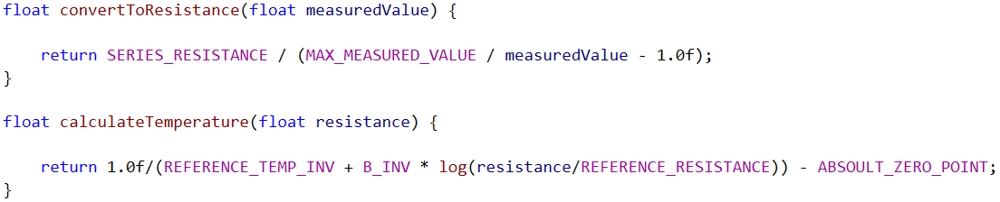 float convertToResistance(float measuredValue) {
return SERIES_RESISTANCE / (MAX_MEASURED_VALUE / measuredValue - 1.0f);
}
float calculateTemperature(float resistance) {
return 1.0f/(REFERENCE_TEMP_INV + B_INV * log(resistance/REFERENCE_RESISTANCE)) - ABSOULT_ZERO_POINT;
}